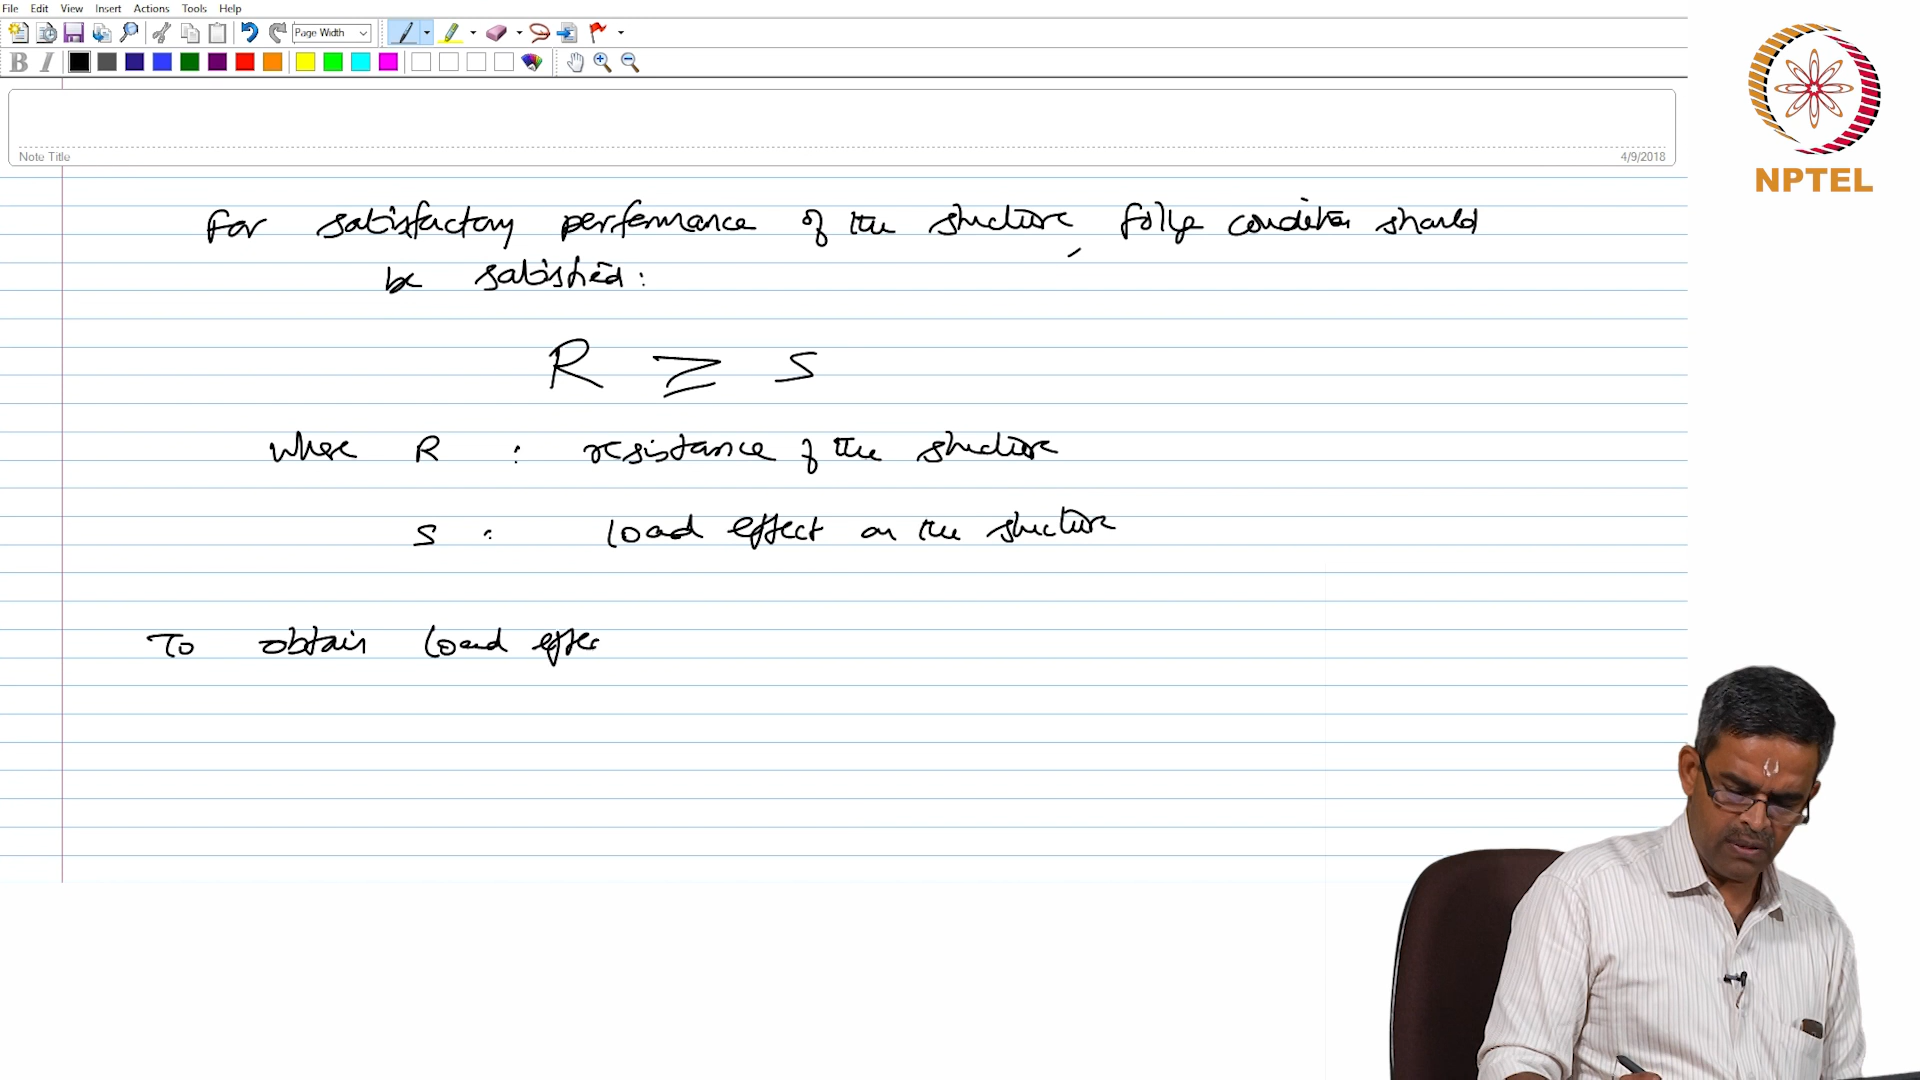 File Edit View Insert Actions Tools Help
Page Width
B I
Note Title
4/9/2018
NPTEL
For satisfactory performance of the structure, follg condition should
be satisfied:
R ≥ S
where R : resistance of the structure
S : load effect on the structure
To obtain load effec